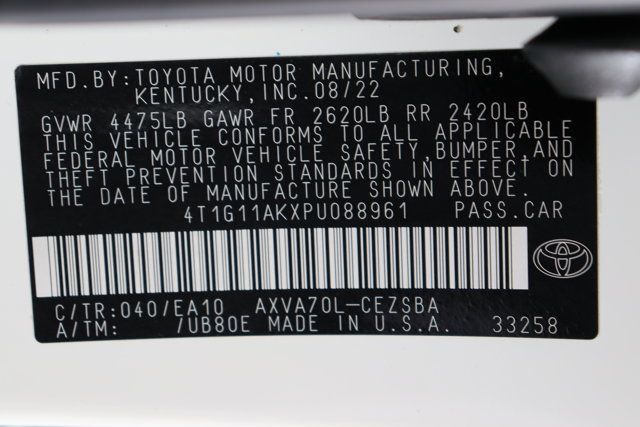 MFD. BY: TOYOTA MOTOR MANUFACTURING,
KENTUCKY, INC. 08/22
GVWR 4475LB GAWR FR 2620LB RR 2420LB
THIS VEHICLE CONFORMS TO ALL APPLICABLE
FEDERAL MOTOR VEHICLE SAFETY, BUMPER, AND
THEFT PREVENTION STANDARDS IN EFFECT ON
THE DATE OF MANUFACTURE SHOWN ABOVE.
4T1G11AKXPU088961 PASS. CAR
C/TR: 040/EA10 AXVA70L-CEZSBA
A/TM: /UB80E MADE IN U.S.A. 33258